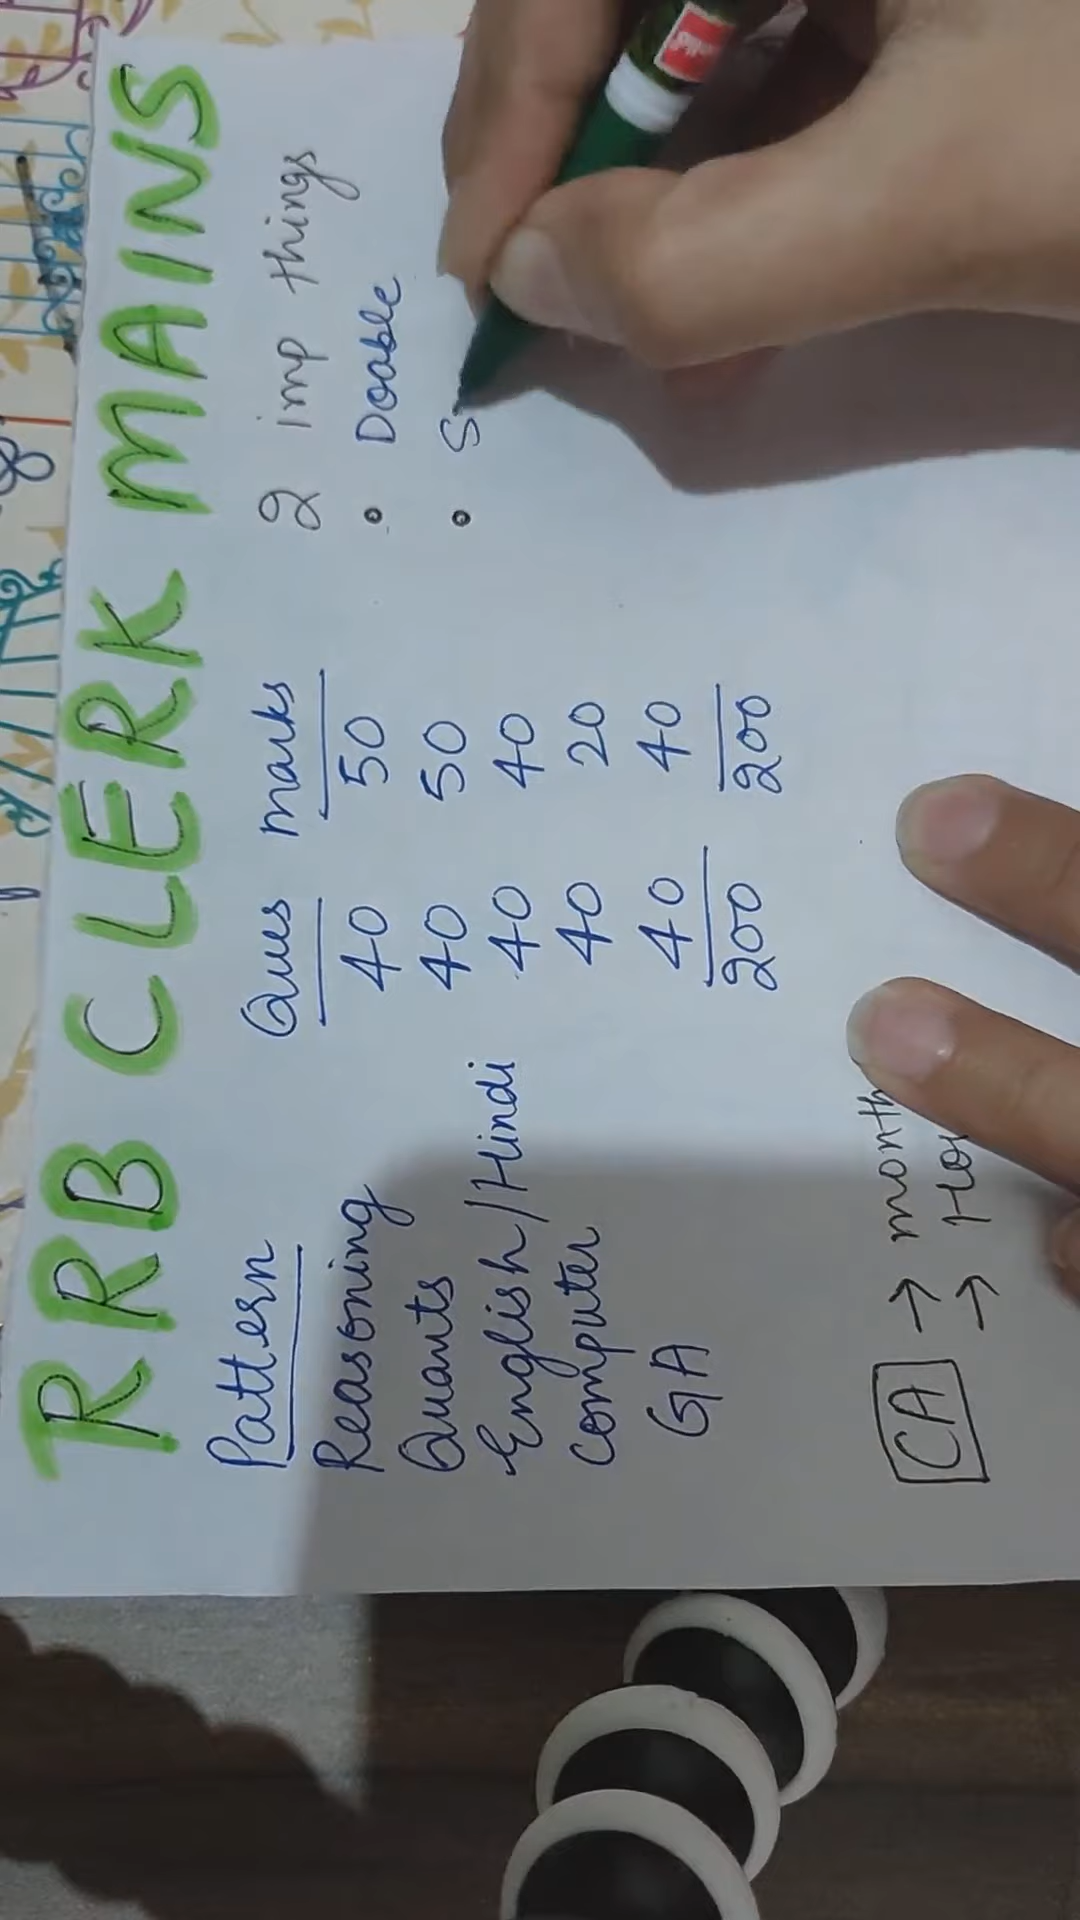 RRB CLERK MAINS
Pattern Ques marks 2 imp things
Reasoning 40 50 • Doable
Quants 40 50 • S
English/Hindi 40 40
Computer 40 20
GA 40 40
200 200
CA → month
→